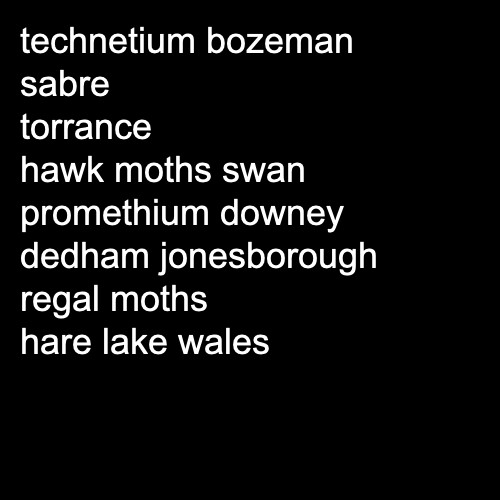 technetium bozeman
sabre
torrance
hawk moths swan
promethium downey
dedham jonesborough
regal moths
hare lake wales